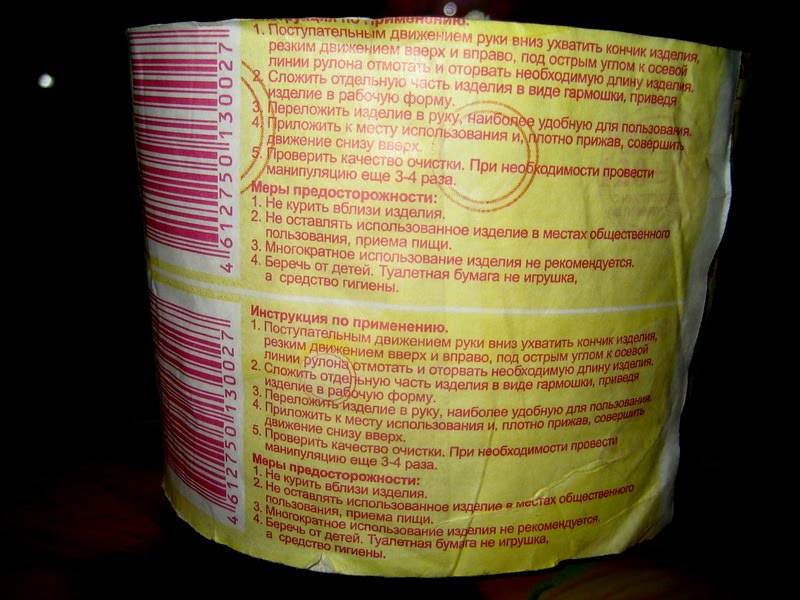 Инструкция по применению.
1. Поступательным движением руки вниз ухватить кончик изделия,
резким движением вверх и вправо, под острым углом к осевой
линии рулона отмотать и оторвать необходимую длину изделия.
2. Сложить отдельную часть изделия в виде гармошки, приведя
изделие в рабочую форму.
3. Переложить изделие в руку, наиболее удобную для пользования.
4. Приложить к месту использования и, плотно прижав, совершить
движение снизу вверх.
5. Проверить качество очистки. При необходимости провести
манипуляцию еще 3-4 раза.
Меры предосторожности:
1. Не курить вблизи изделия.
2. Не оставлять использованное изделие в местах общественного
пользования, приема пищи.
3. Многократное использование изделия не рекомендуется.
4. Беречь от детей. Туалетная бумага не игрушка,
а средство гигиены.
4 612750 130027
Инструкция по применению.
1. Поступательным движением руки вниз ухватить кончик изделия,
резким движением вверх и вправо, под острым углом к осевой
линии рулона отмотать и оторвать необходимую длину изделия.
2. Сложить отдельную часть изделия в виде гармошки, приведя
изделие в рабочую форму.
3. Переложить изделие в руку, наиболее удобную для пользования.
4. Приложить к месту использования и, плотно прижав, совершить
движение снизу вверх.
5. Проверить качество очистки. При необходимости провести
манипуляцию еще 3-4 раза.
Меры предосторожности:
1. Не курить вблизи изделия.
2. Не оставлять использованное изделие в местах общественного
пользования, приема пищи.
3. Многократное использование изделия не рекомендуется.
4. Беречь от детей. Туалетная бумага не игрушка,
а средство гигиены.
4 612750 130027